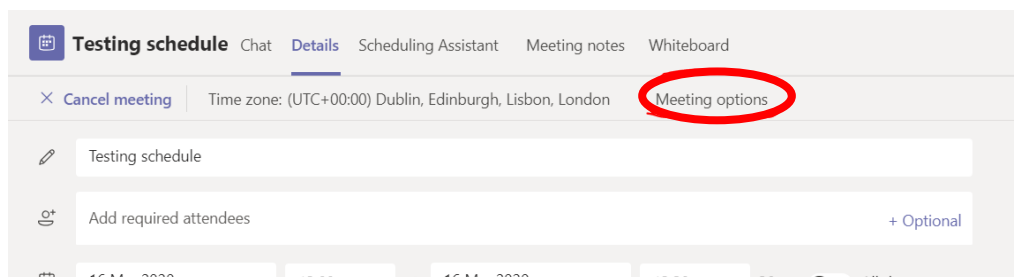 Testing schedule Chat Details Scheduling Assistant Meeting notes Whiteboard
Cancel meeting Time zone: (UTC+00:00) Dublin, Edinburgh, Lisbon, London Meeting options
Testing schedule
Add required attendees + Optional